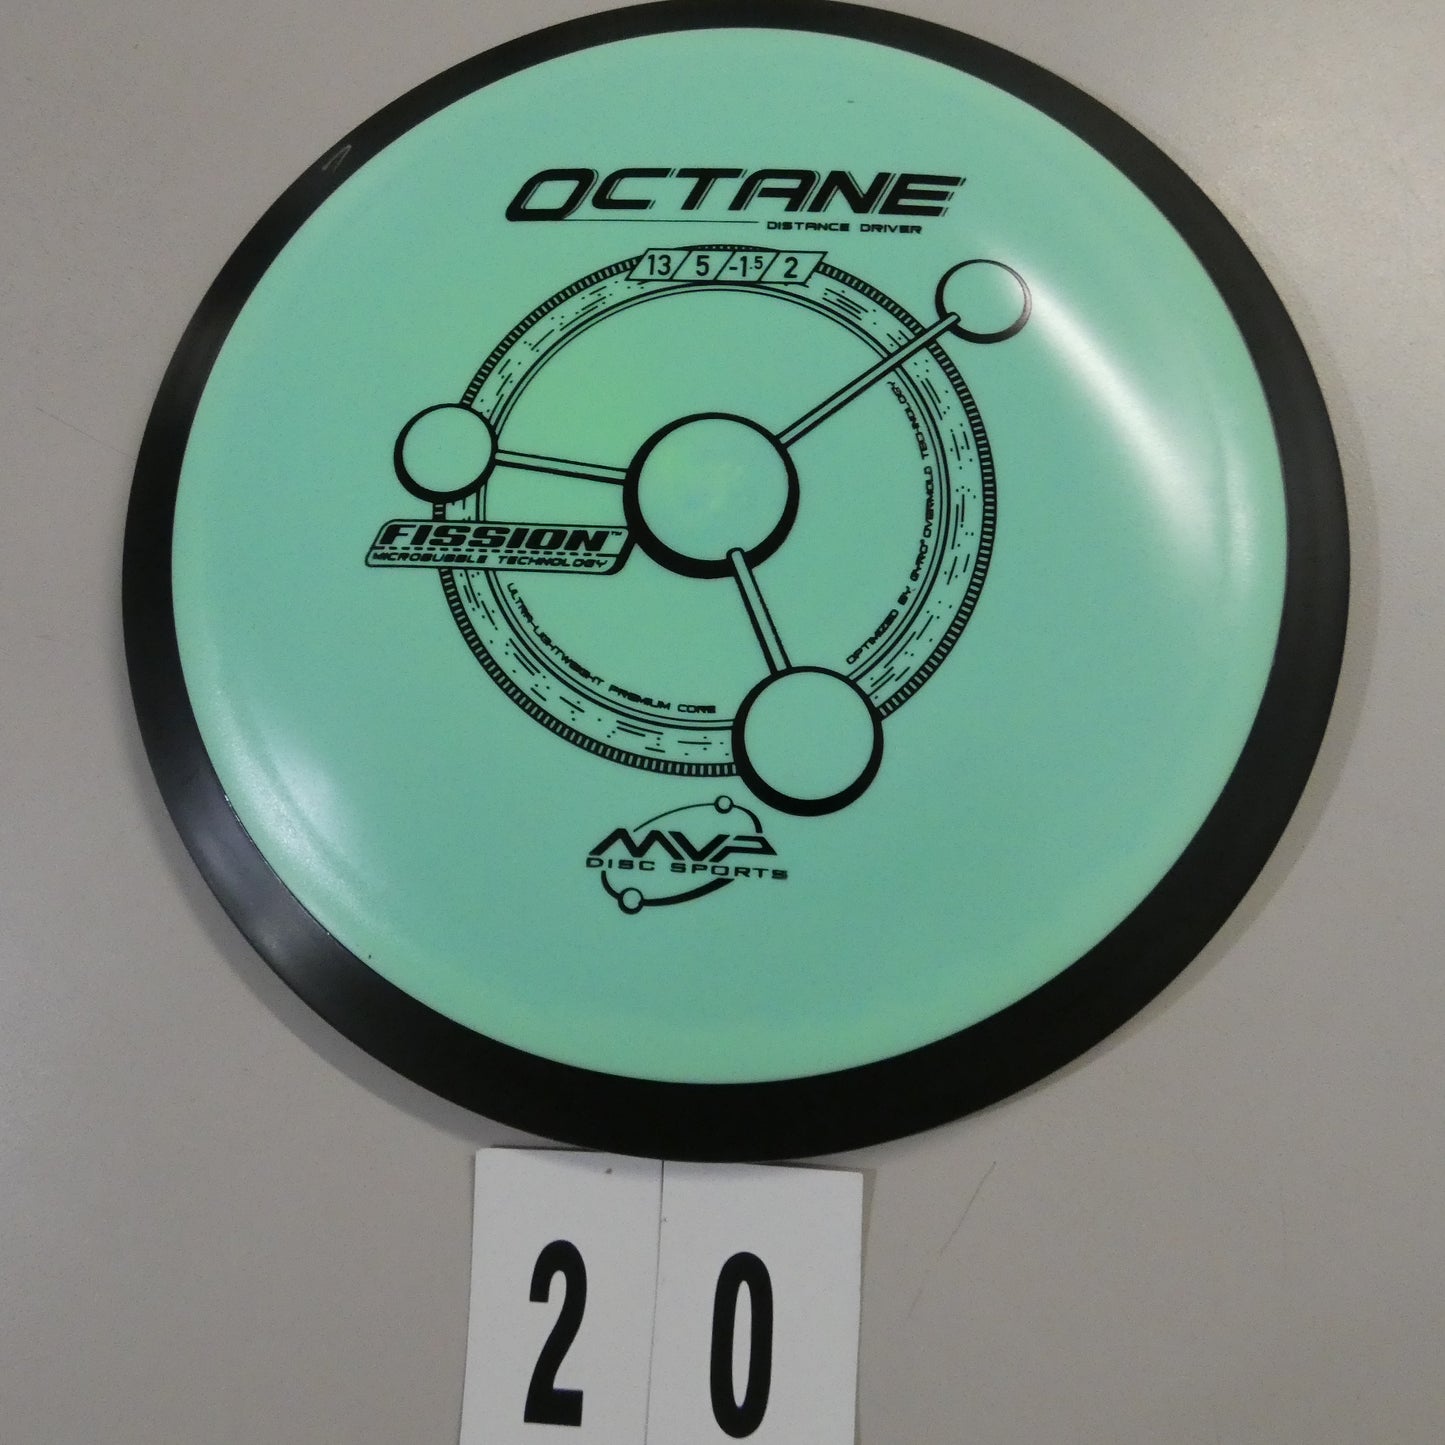 OCTANE
DISTANCE DRIVER
13 5 -1.5 2
FISSION™
MICROBUBBLE TECHNOLOGY
ULTRA-LIGHTWEIGHT PREMIUM CORE
OPTIMIZED BY GYRO® OVERMOLD TECHNOLOGY
MVP
DISC SPORTS
2 0